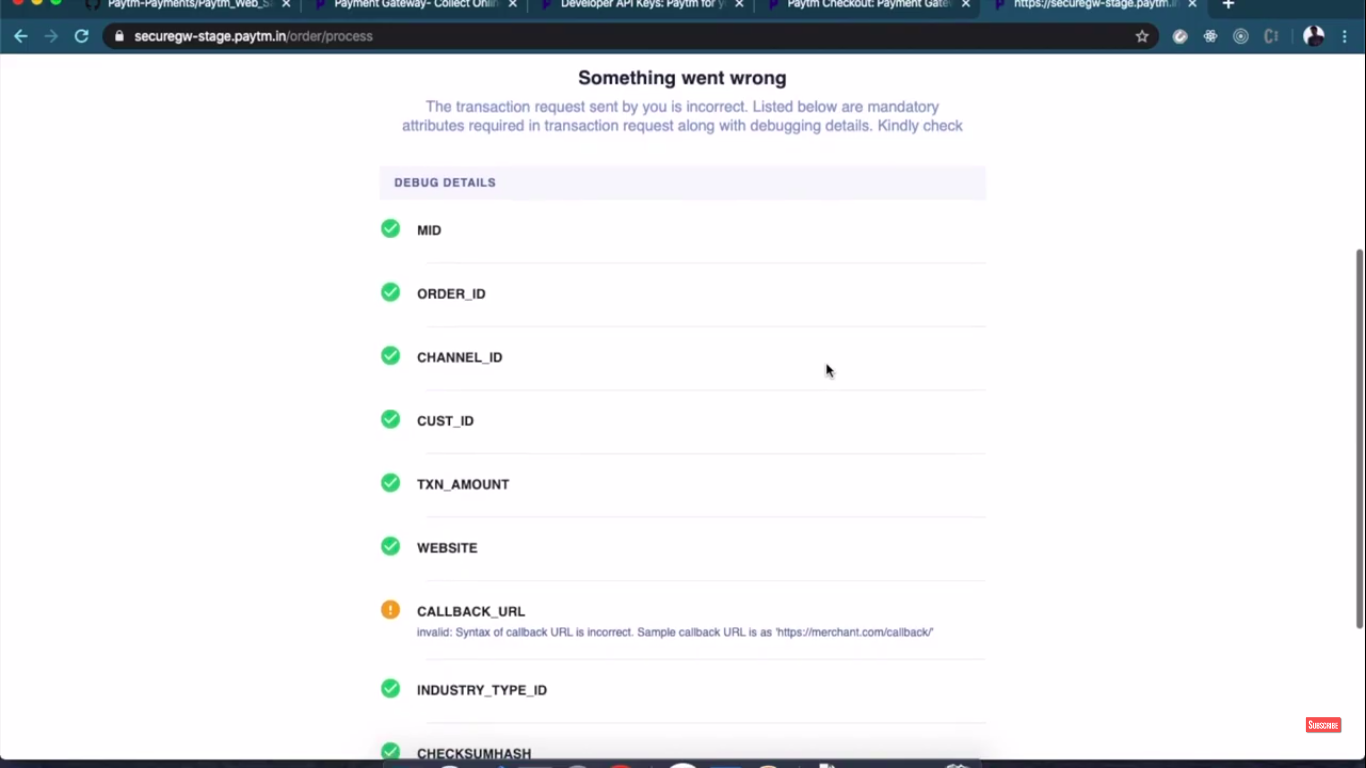 Paytm-Payments/Paytm_Web_S
Payment Gateway- Collect Onli
Developer API Keys: Paytm for
Paytm Checkout: Payment Gate
https://securegw-stage.paytm.in
securegw-stage.paytm.in/order/process
Something went wrong
The transaction request sent by you is incorrect. Listed below are mandatory
attributes required in transaction request along with debugging details. Kindly check
DEBUG DETAILS
MID
ORDER_ID
CHANNEL_ID
CUST_ID
TXN_AMOUNT
WEBSITE
CALLBACK_URL
invalid: Syntax of callback URL is incorrect. Sample callback URL is as 'https://merchant.com/callback/'
INDUSTRY_TYPE_ID
SUBSCRIBE
CHECKSUMHASH